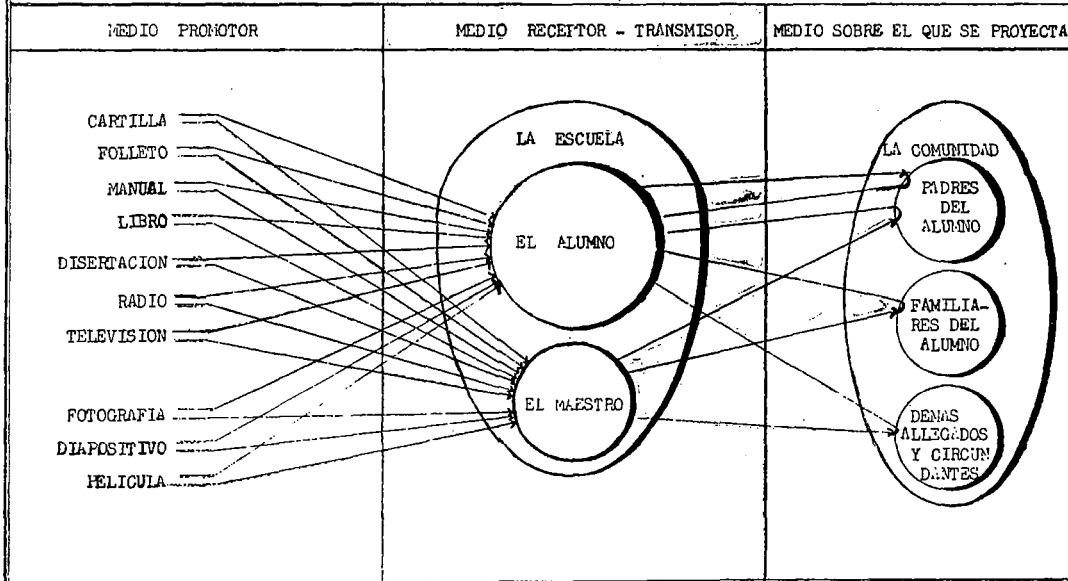 MEDIO PROMOTOR
MEDIO RECEPTOR - TRANSMISOR
MEDIO SOBRE EL QUE SE PROYECTA
CARTILLA
FOLLETO
MANUAL
LIBRO
DISERTACION
RADIO
TELEVISION
FOTOGRAFIA
DIAPOSITIVO
PELICULA
LA ESCUELA
EL ALUMNO
EL MAESTRO
LA COMUNIDAD
PADRES
DEL
ALUMNO
FAMILIA-
RES DEL
ALUMNO
DEMAS
ALLEGADOS
Y CIRCUN
DANTES